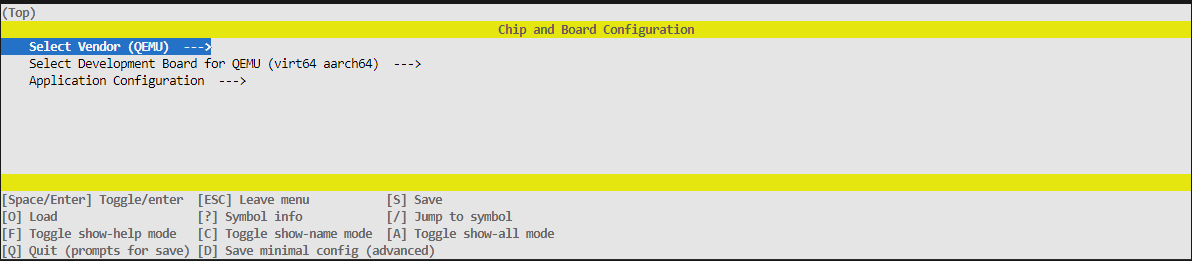 (Top)
Chip and Board Configuration
Select Vendor (QEMU)  --->
Select Development Board for QEMU (virt64 aarch64)  --->
Application Configuration  --->
[Space/Enter] Toggle/enter  [ESC] Leave menu           [S] Save
[O] Load                    [?] Symbol info            [/] Jump to symbol
[F] Toggle show-help mode   [C] Toggle show-name mode  [A] Toggle show-all mode
[Q] Quit (prompts for save) [D] Save minimal config (advanced)